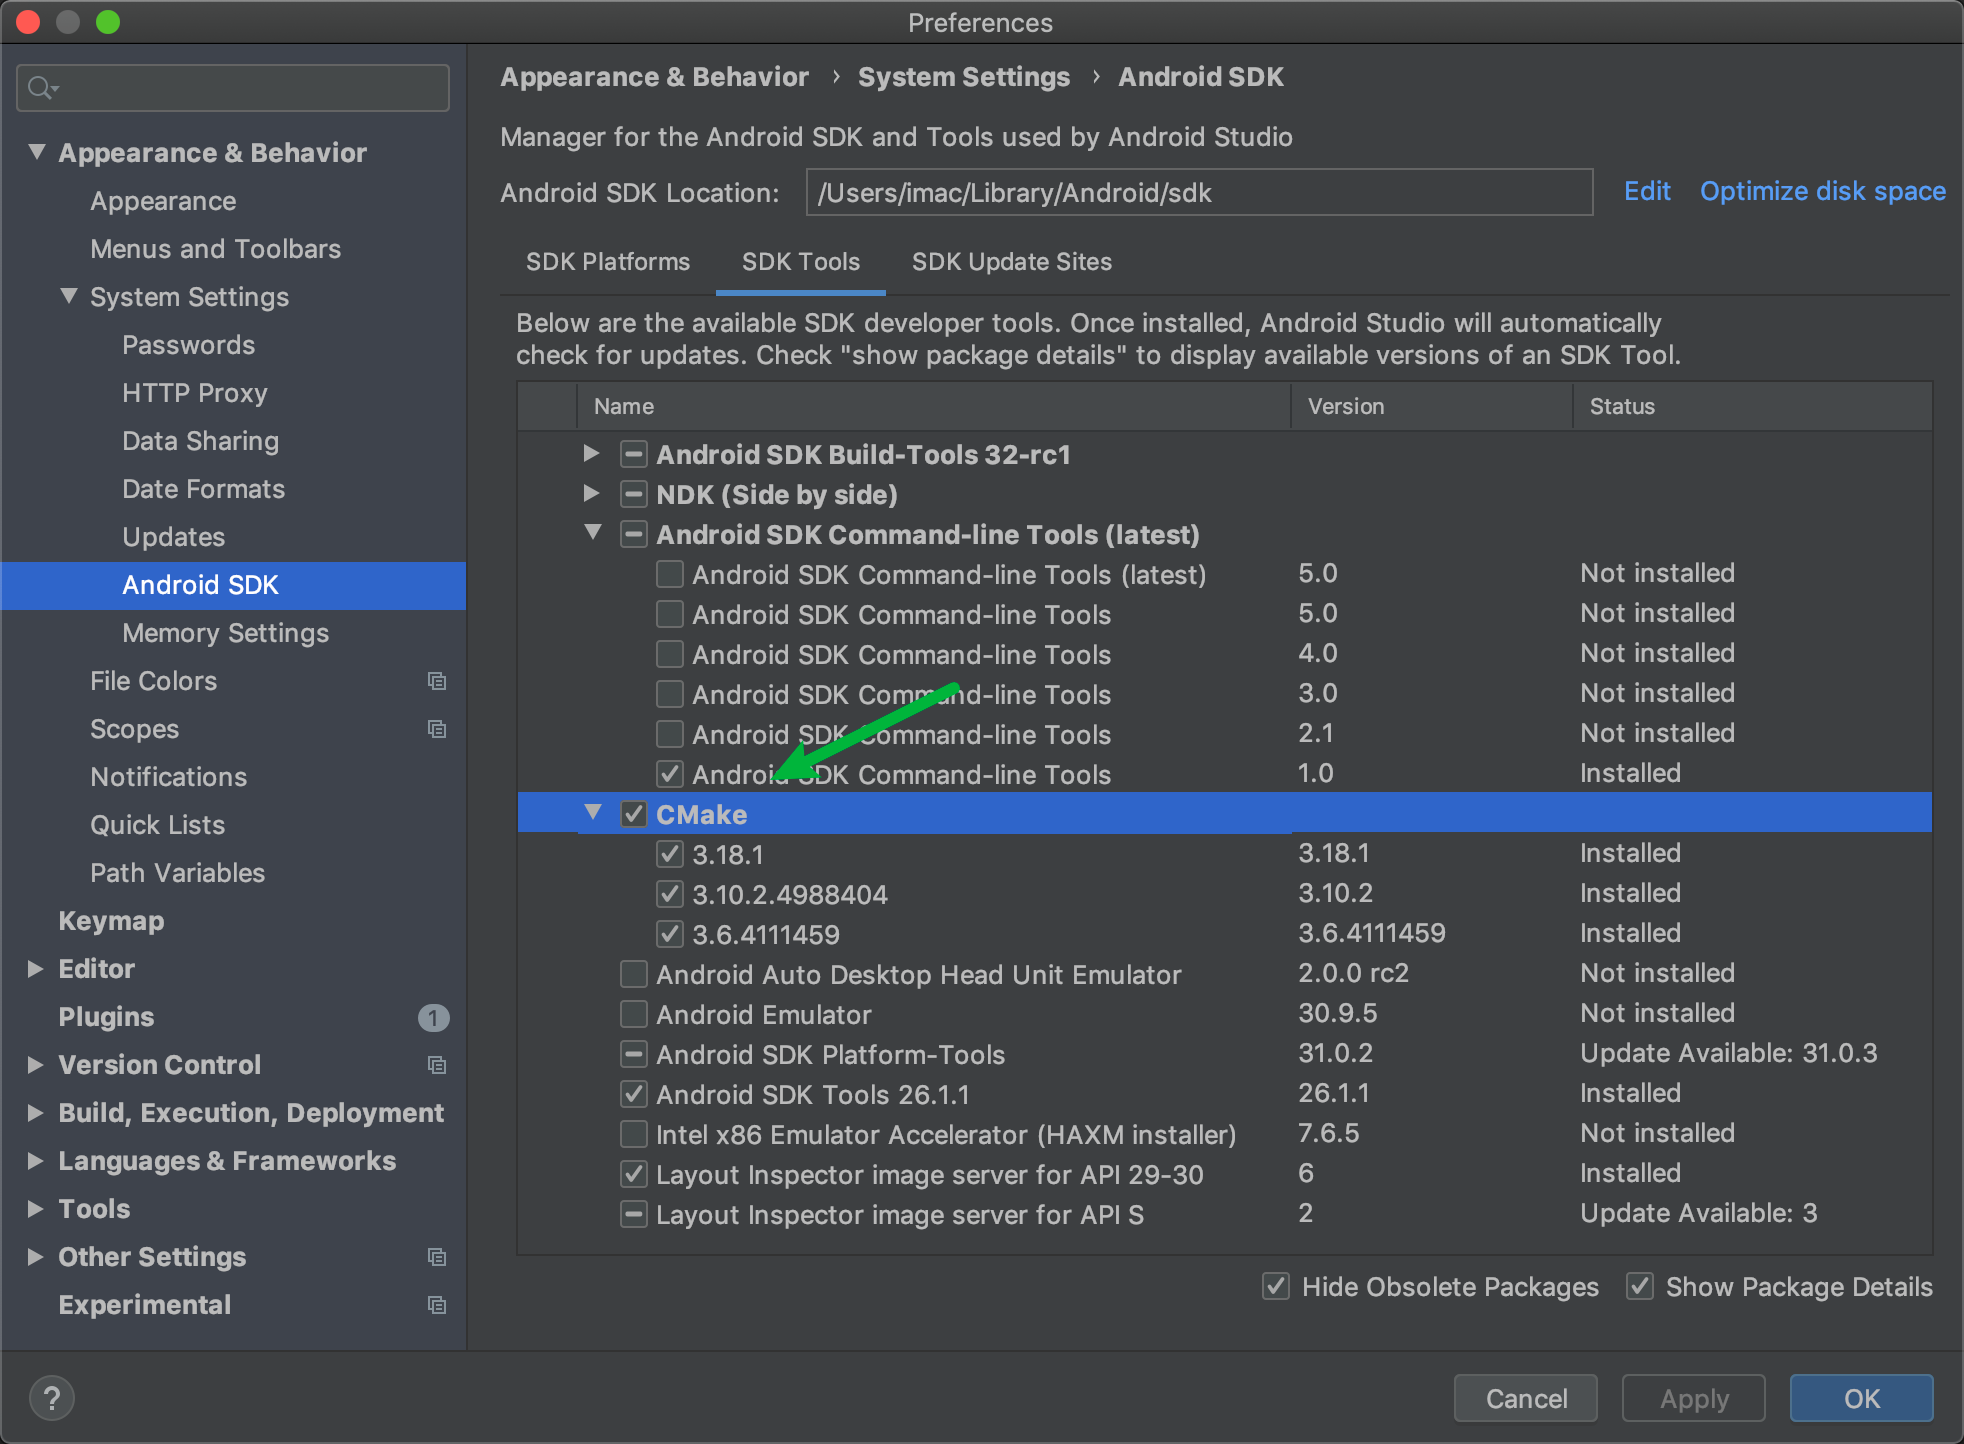 Preferences
Appearance & Behavior
Appearance
Menus and Toolbars
System Settings
Passwords
HTTP Proxy
Data Sharing
Date Formats
Updates
Android SDK
Memory Settings
File Colors
Scopes
Notifications
Quick Lists
Path Variables
Keymap
Editor
Plugins 1
Version Control
Build, Execution, Deployment
Languages & Frameworks
Tools
Other Settings
Experimental
Appearance & Behavior › System Settings › Android SDK
Manager for the Android SDK and Tools used by Android Studio
Android SDK Location: /Users/imac/Library/Android/sdk Edit Optimize disk space
SDK Platforms SDK Tools SDK Update Sites
Below are the available SDK developer tools. Once installed, Android Studio will automatically
check for updates. Check "show package details" to display available versions of an SDK Tool.
Name Version Status
Android SDK Build-Tools 32-rc1
NDK (Side by side)
Android SDK Command-line Tools (latest)
Android SDK Command-line Tools (latest) 5.0 Not installed
Android SDK Command-line Tools 5.0 Not installed
Android SDK Command-line Tools 4.0 Not installed
Android SDK Command-line Tools 3.0 Not installed
Android SDK Command-line Tools 2.1 Not installed
Android SDK Command-line Tools 1.0 Installed
CMake
3.18.1 3.18.1 Installed
3.10.2.4988404 3.10.2 Installed
3.6.4111459 3.6.4111459 Installed
Android Auto Desktop Head Unit Emulator 2.0.0 rc2 Not installed
Android Emulator 30.9.5 Not installed
Android SDK Platform-Tools 31.0.2 Update Available: 31.0.3
Android SDK Tools 26.1.1 26.1.1 Installed
Intel x86 Emulator Accelerator (HAXM installer) 7.6.5 Not installed
Layout Inspector image server for API 29-30 6 Installed
Layout Inspector image server for API S 2 Update Available: 3
Hide Obsolete Packages Show Package Details
? Cancel Apply OK